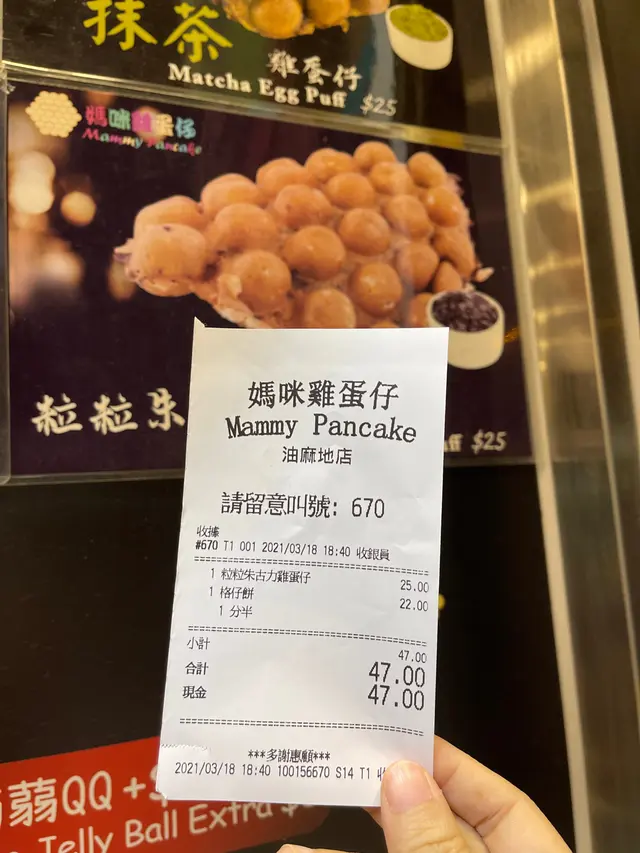 抹茶
雞蛋仔
Matcha Egg Puff $25
媽咪雞蛋仔
Mammy Pancake
粒粒朱
$25
媽咪雞蛋仔
Mammy Pancake
油麻地店
請留意叫號: 670
收據
#670 T1 001 2021/03/18 18:40 收銀員
1 粒粒朱古力雞蛋仔 25.00
1 格仔餅 22.00
1 分半
小計 47.00
合計 47.00
現金 47.00
***多謝惠顧***
2021/03/18 18:40 100156670 S14 T1
蒟QQ +$
Jelly Ball Extra